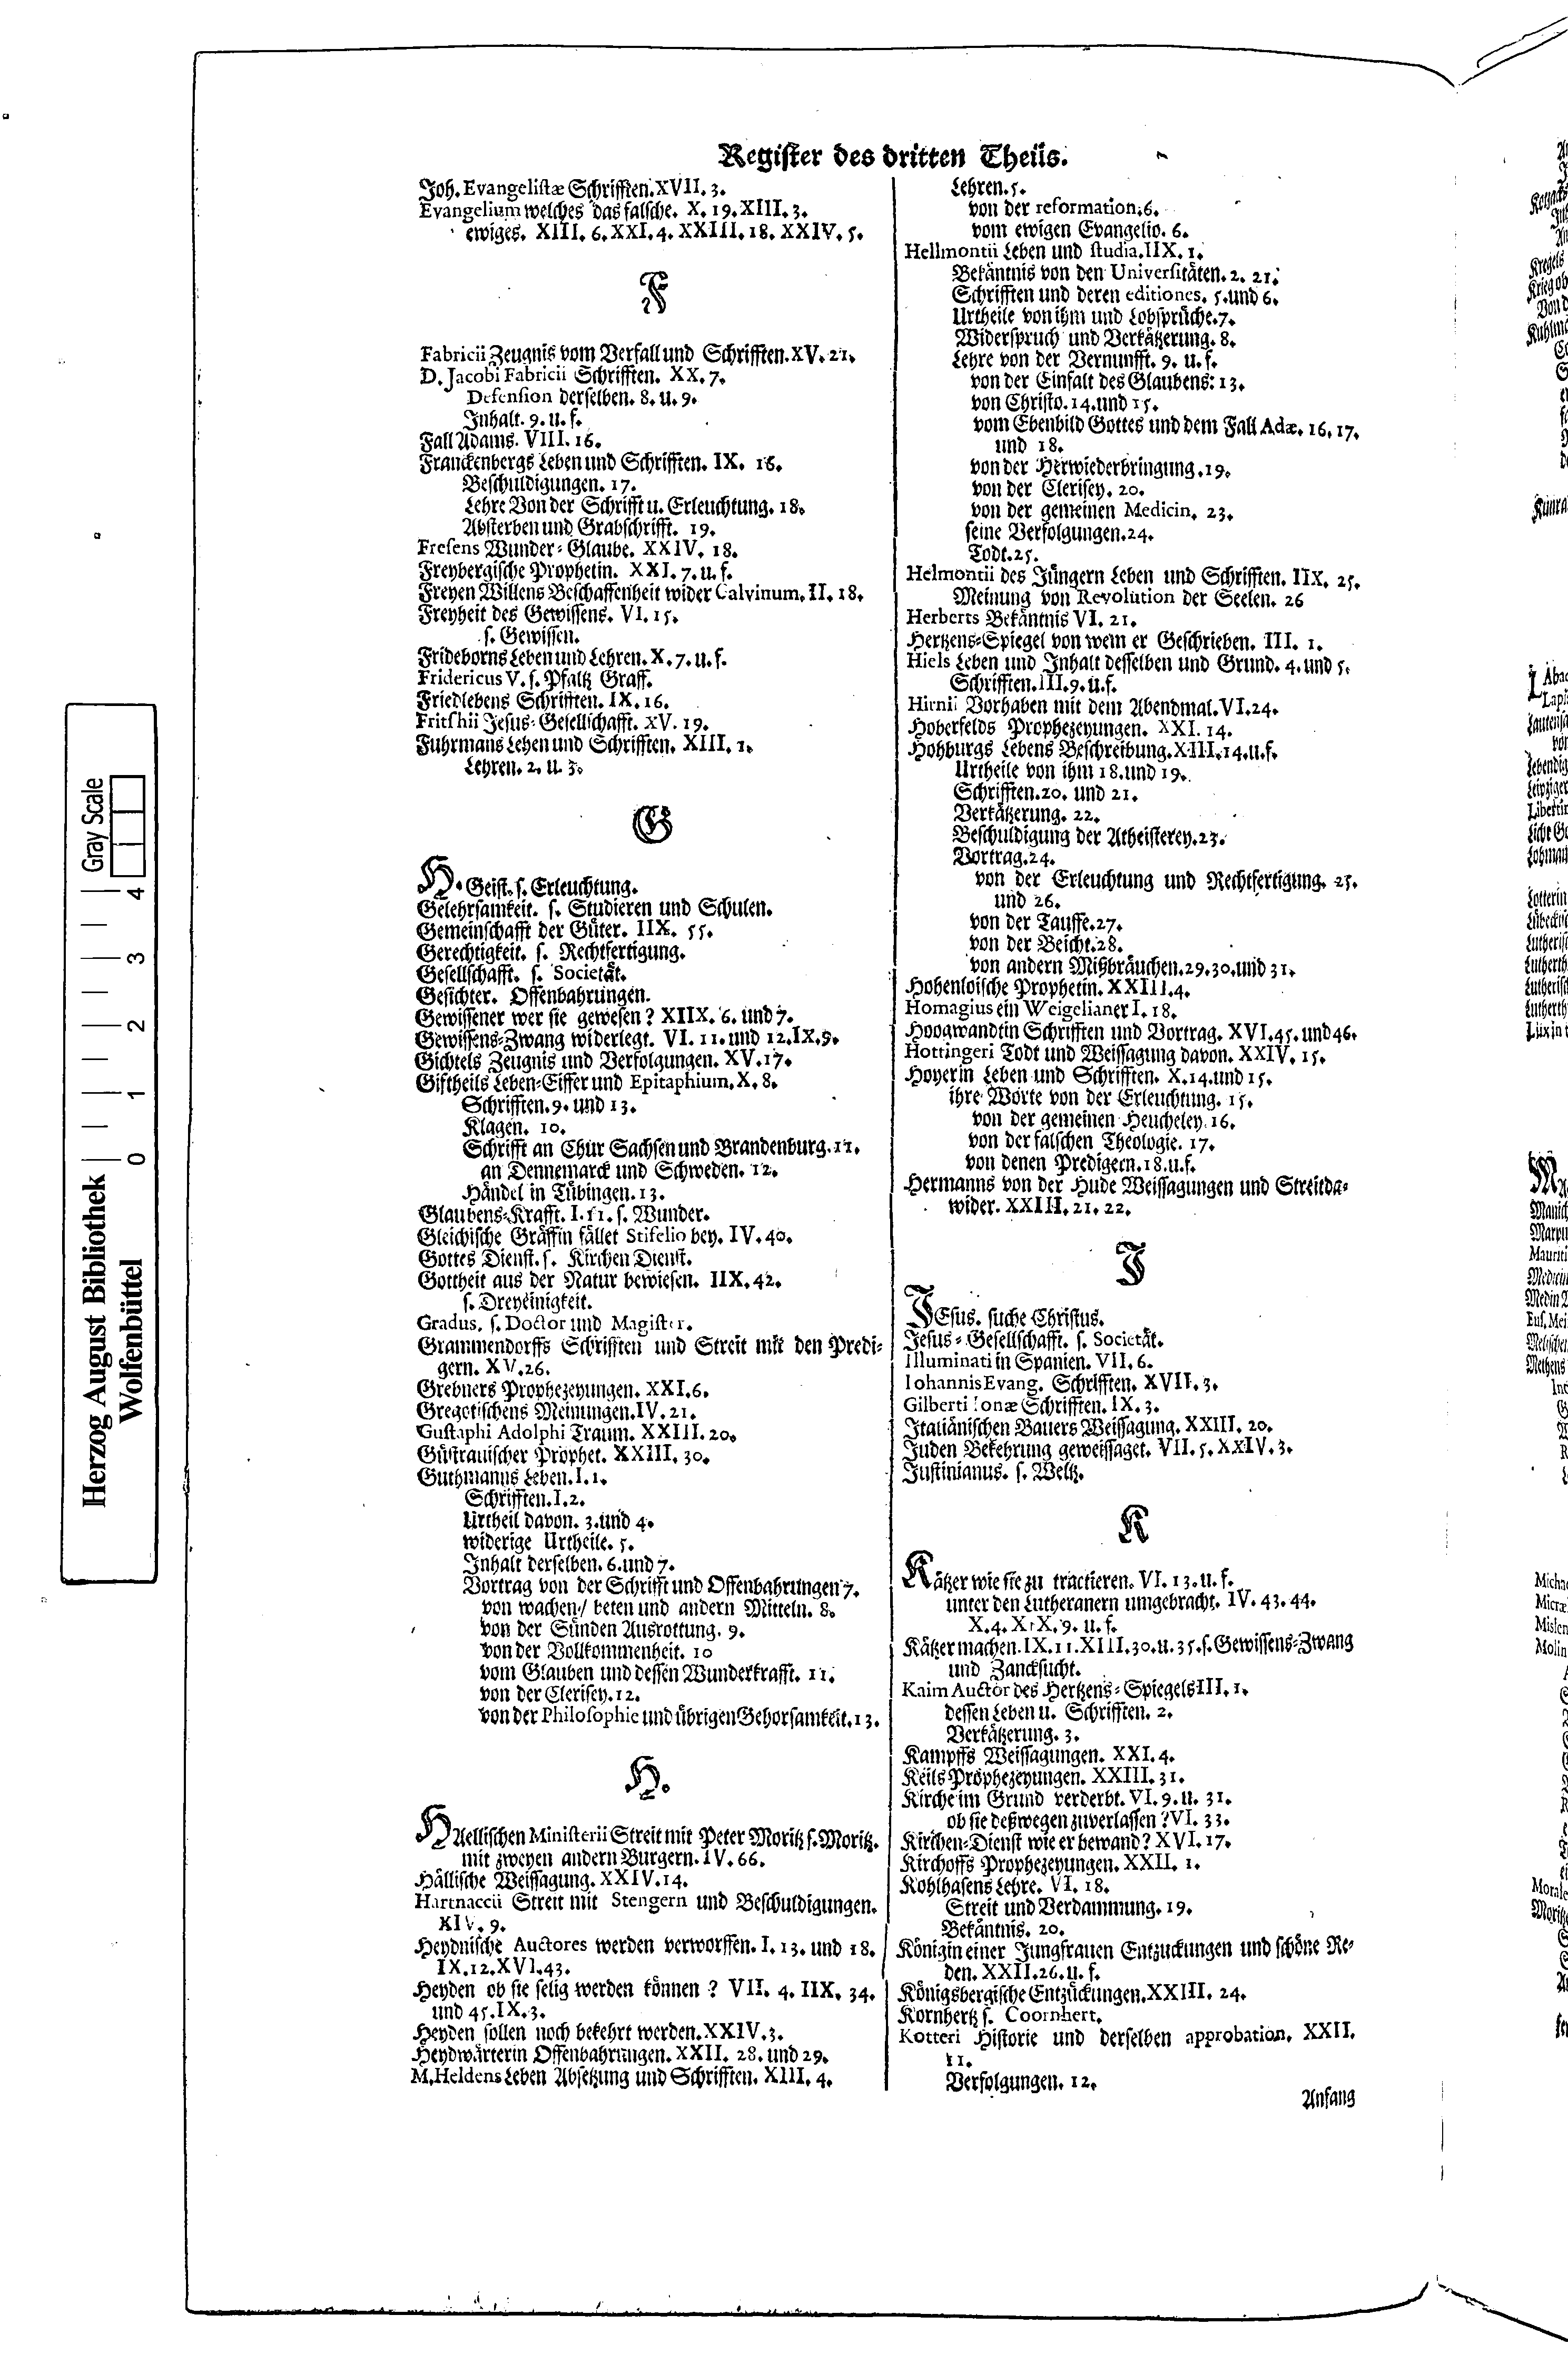 Register des dritten Theils.
Joh. Evangelistæ Schrifften. XVII. 3.
Evangelium welches das falsche. X. 19. XIII. 3.
ewiges. XIII. 6. XXI. 4. XXIII. 18. XXIV. 5.
F
Fabricii Zeugnis vom Verfall und Schrifften. XV. 21.
D. Jacobi Fabricii Schrifften. XX. 7.
Defension derselben. 8. u. 9.
Inhalt. 9. u. f.
Fall Adams. VIII. 16.
Franckenbergs Leben und Schrifften. IX. 16.
Beschuldigungen. 17.
Lehre Von der Schrifft u. Erleuchtung. 18.
Absterben und Grabschrifft. 19.
Fresens Wunder-Glaube. XXIV. 18.
Freybergische Prophetin. XXI. 7. u. f.
Freyen Willens Beschaffenheit wider Calvinum. II. 18.
Freyheit des Gewissens. VI. 15.
s. Gewissen.
Frideborns Leben und Lehren. X. 7. u. f.
Fridericus V. s. Pfaltz Graff.
Friedlebens Schrifften. IX. 16.
Fritshii Jesus-Gesellschafft. XV. 19.
Fuhrmans Leben und Schrifften. XIII. 1.
Lehren. 2. u. 3.
G
H. Geist. s. Erleuchtung.
Gelehrsamkeit. s. Studieren und Schulen.
Gemeinschafft der Güter. IIX. 55.
Gerechtigkeit. s. Rechtfertigung.
Gesellschafft. s. Societät.
Gesichter. Offenbahrungen.
Gewissener wer sie gewesen? XIIX. 6. und 7.
Gewissens-Zwang widerlegt. VI. 11. und 12. IX. 9.
Gichtels Zeugnis und Verfolgungen. XV. 17.
Giftheils Leben-Eiffer und Epitaphium. X. 8.
Schrifften. 9. und 13.
Klagen. 10.
Schrifft an Chur Sachsen und Brandenburg. 11.
an Dennemarck und Schweden. 12.
Händel in Tübingen. 13.
Glaubens-Krafft. I. 11. s. Wunder.
Gleichische Gräffin fället Stifelio bey. IV. 40.
Gottes Dienst. s. Kirchen Dienst.
Gottheit aus der Natur bewiesen. IIX. 42.
s. Dreyeinigkeit.
Gradus. s. Doctor und Magister.
Grammendorffs Schrifften und Streit mit den Predi-
gern. XV. 26.
Grebners Prophezeyungen. XXI. 6.
Gregotischens Meinungen. IV. 21.
Gustaphi Adolphi Traum. XXIII. 20.
Güstrauischer Prophet. XXIII. 30.
Guthmanns Leben. I. 1.
Schrifften. I. 2.
Urtheil davon. 3. und 4.
widerige Urtheile. 5.
Inhalt derselben. 6. und 7.
Vortrag von der Schrifft und Offenbahrungen 7.
von wachen / beten und andern Mitteln. 8.
von der Sünden Ausrottung. 9.
von der Vollkommenheit. 10
vom Glauben und dessen Wunderkrafft. 11.
von der Clerisey. 12.
von der Philosophie und übrigen Gehorsamkeit. 13.
H.
HAellischen Ministerii Streit mit Peter Moritz s. Moritz.
mit zweyen andern Burgern. IV. 66.
Hällische Weissagung. XXIV. 14.
Hartnaccii Streit mit Stengern und Beschuldigungen.
XIV. 9.
Heydnische Auctores werden verworffen. I. 13. und 18.
IX. 12. XVI. 43.
Heyden ob sie selig werden können? VII. 4. IIX. 34.
und 45. IX. 3.
Heyden sollen noch bekehrt werden. XXIV. 3.
Heydwärterin Offenbahrungen. XXII. 28. und 29.
M. Heldens Leben Absetzung und Schrifften. XIII. 4.
Lehren. 5.
von der reformation. 6.
vom ewigen Evangelio. 6.
Hellmontii Leben und studia. IIX. 1.
Bekäntnis von den Universitäten. 2. 21.
Schrifften und deren editiones. 5. und 6.
Urtheile von ihm und Lobsprüche. 7.
Widerspruch und Verkätzerung. 8.
Lehre von der Vernunfft. 9. u. f.
von der Einfalt des Glaubens: 13.
von Christo. 14. und 15.
vom Ebenbild Gottes und dem Fall Adæ. 16. 17.
und 18.
von der Herwiederbringung. 19.
von der Clerisey. 20.
von der gemeinen Medicin. 23.
seine Verfolgungen. 24.
Todt. 25.
Helmontii des Jüngern Leben und Schrifften. IIX. 25.
Meinung von Revolution der Seelen. 26
Herberts Bekäntnis VI. 21.
Hertzens-Spiegel von wem er Geschrieben. III. 1.
Hiels Leben und Inhalt desselben und Grund. 4. und 5.
Schrifften. III. 9. u. f.
Hirnii Vorhaben mit dem Abendmal. VI. 24.
Hoberfelds Prophezeyungen. XXI. 14.
Hohburgs Lebens Beschreibung. XIII. 14. u. f.
Urtheile von ihm 18. und 19.
Schrifften. 20. und 21.
Verkätzerung. 22.
Beschuldigung der Atheisterey. 23.
Vortrag. 24.
von der Erleuchtung und Rechtfertigung. 25.
und 26.
von der Tauffe. 27.
von der Beicht. 28.
von andern Mißbräuchen. 29. 30. und 31.
Hohenloische Prophetin. XXIII. 4.
Homagius ein Weigelianer I. 18.
Hoogwandtin Schrifften und Vortrag. XVI. 45. und 46.
Hottingeri Todt und Weissagung davon. XXIV. 15.
Hoyerin Leben und Schrifften. X. 14. und 15.
ihre Worte von der Erleuchtung. 15.
von der gemeinen Heucheley. 16.
von der falschen Theologie. 17.
von denen Predigern. 18. u. f.
Hermanns von der Hude Weissagungen und Streit da-
wider. XXIII. 21. 22.
J
JEsus. suche Christus.
Jesus-Gesellschafft. s. Societät.
Illuminati in Spanien. VII. 6.
Iohannis Evang. Schrifften. XVII. 3.
Gilberti Ionæ Schrifften. IX. 3.
Italiänischen Bauers Weissagung. XXIII. 20.
Juden Bekehrung geweissaget. VII. 5. XXIV. 3.
Justinianus. s. Weltz.
K
Kätzer wie sie zu tractieren. VI. 13. u. f.
unter den Lutheranern umgebracht. IV. 43. 44.
X. 4. XIX. 9. u. f.
Kätzer machen. IX. 11. XIII. 30. u. 35. s. Gewissens-Zwang
und Zancksucht.
Kaim Auctor des Hertzens-Spiegels III. 1.
dessen Leben u. Schrifften. 2.
Verkätzerung. 3.
Kampffs Weissagungen. XXI. 4.
Keils Prophezeyungen. XXIII. 31.
Kirche im Grund verderbt. VI. 9. u. 31.
ob sie deßwegen zuverlassen? VI. 33.
Kirchen-Dienst wie er bewand? XVI. 17.
Kirchoffs Prophezeyungen. XXII. 1.
Kohlhasens Lehre. VI. 18.
Streit und Verdammung. 19.
Bekäntnis. 20.
Königin einer Jungfrauen Entzuckungen und schöne Re-
den. XXII. 26. u. f.
Königsbergische Entzückungen. XXIII. 24.
Kornhertz s. Coornhert.
Kotteri Historie und derselben approbation. XXII.
11.
Verfolgungen. 12.
Anfang
Herzog August Bibliothek
Wolfenbüttel
0 1 2 3 4
Gray Scale